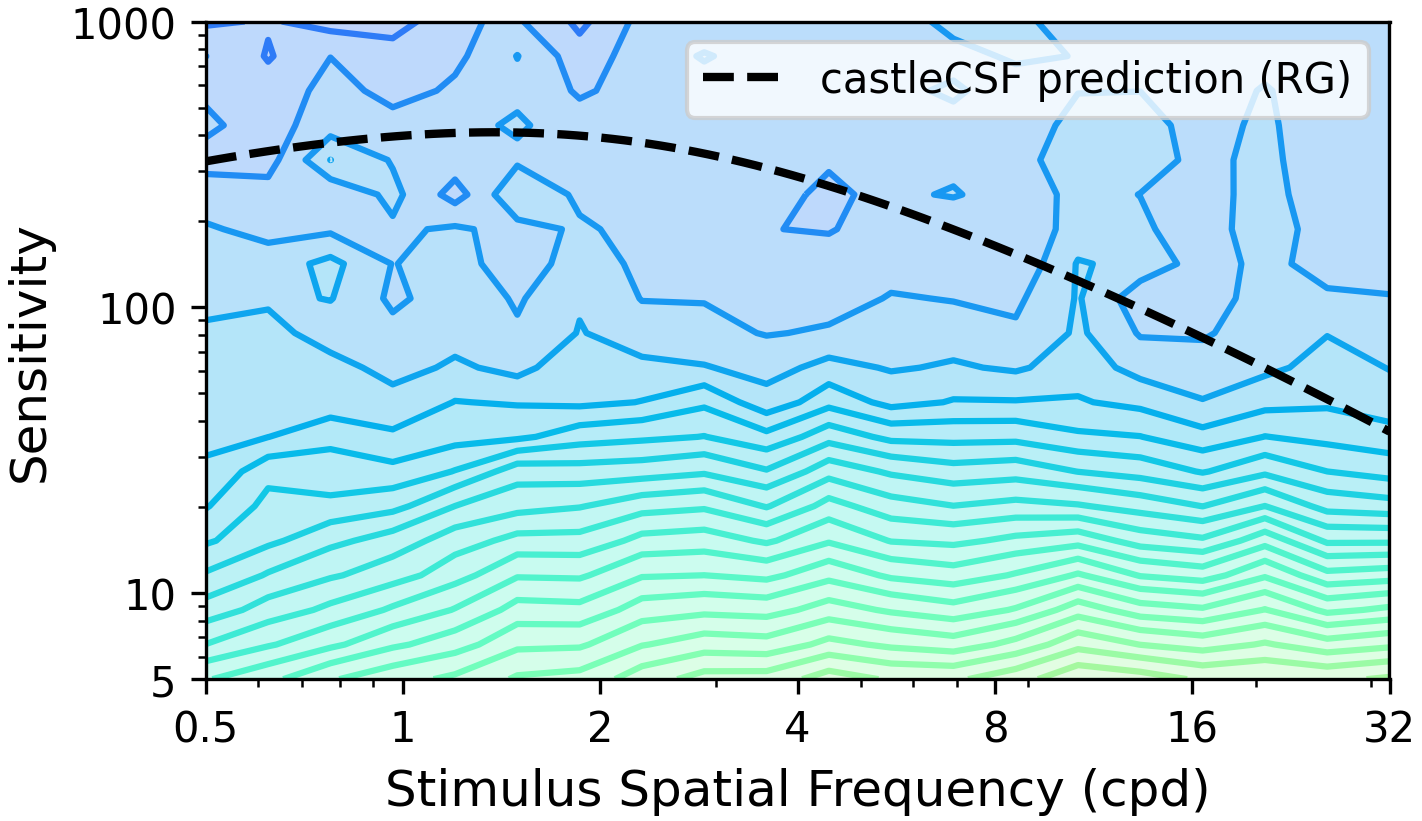 1000
castleCSF prediction (RG)
Sensitivity
100
10
5
0.5 1 2 4 8 16 32
Stimulus Spatial Frequency (cpd)